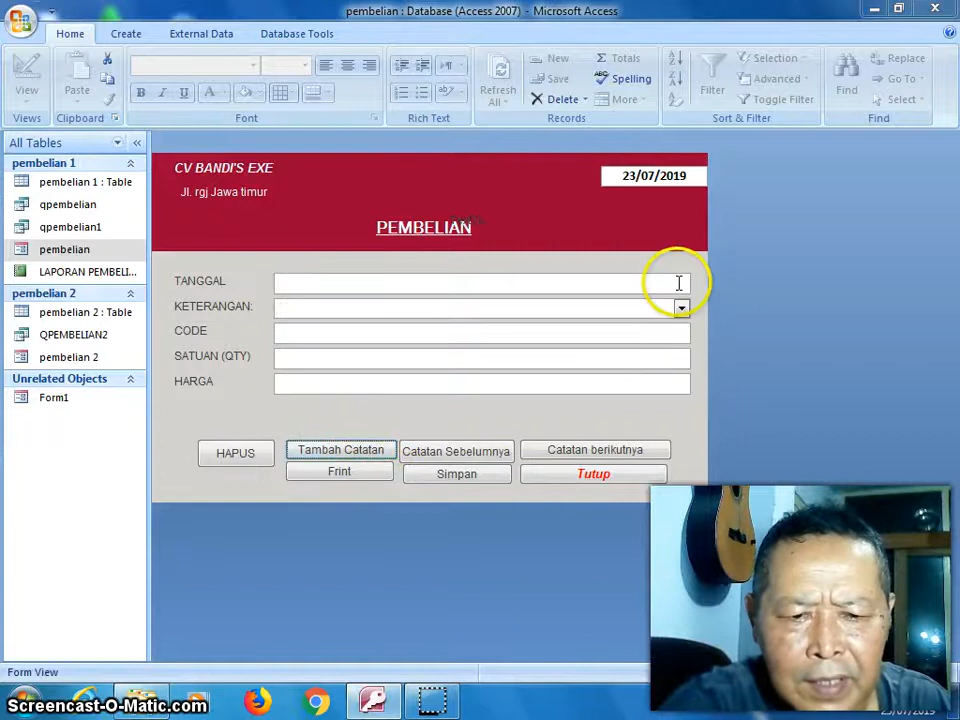 pembelian : Database (Access 2007) - Microsoft Access
Home Create External Data Database Tools
View
Paste
B I U A
New
Save
Delete
Totals
Spelling
More
Refresh All
Filter
Selection
Advanced
Toggle Filter
Find
Replace
Go To
Select
Views Clipboard Font Rich Text Records Sort & Filter Find
All Tables
pembelian 1
pembelian 1 : Table
qpembelian
qpembelian1
pembelian
LAPORAN PEMBELI...
pembelian 2
pembelian 2 : Table
QPEMBELIAN2
pembelian 2
Unrelated Objects
Form1
CV BANDI'S EXE
23/07/2019
Jl. rgj Jawa timur
PEMBELIAN
TANGGAL
KETERANGAN:
CODE
SATUAN (QTY)
HARGA
HAPUS
Tambah Catatan
Catatan Sebelumnya
Catatan berikutnya
Frint
Simpan
Tutup
Form View
Screencast-O-Matic.com
23/07/2019